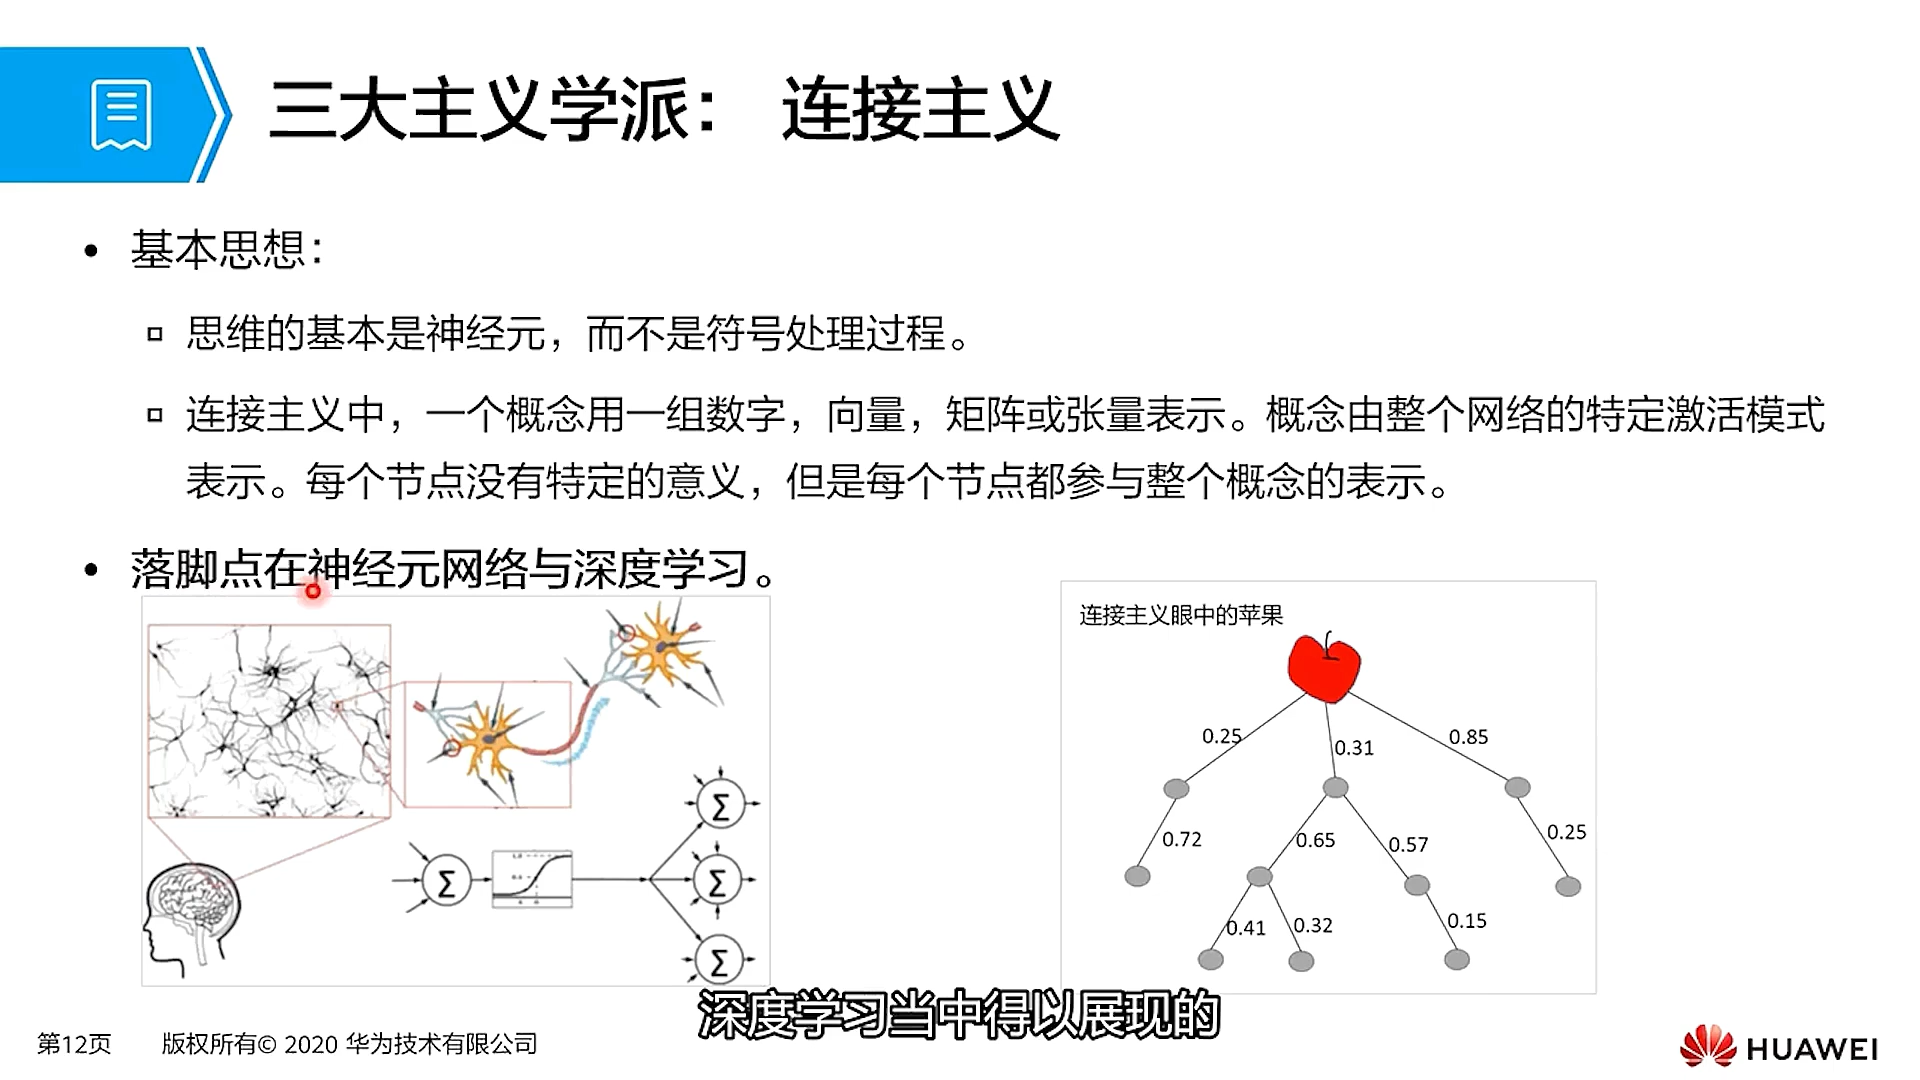 三大主义学派： 连接主义
• 基本思想：
思维的基本是神经元，而不是符号处理过程。
连接主义中，一个概念用一组数字，向量，矩阵或张量表示。概念由整个网络的特定激活模式
表示。每个节点没有特定的意义，但是每个节点都参与整个概念的表示。
• 落脚点在神经元网络与深度学习。
连接主义眼中的苹果
0.25
0.31
0.85
0.72
0.65
0.57
0.25
0.41
0.32
0.15
Σ
Σ
Σ
Σ
深度学习当中得以展现的
第12页
版权所有© 2020 华为技术有限公司
HUAWEI